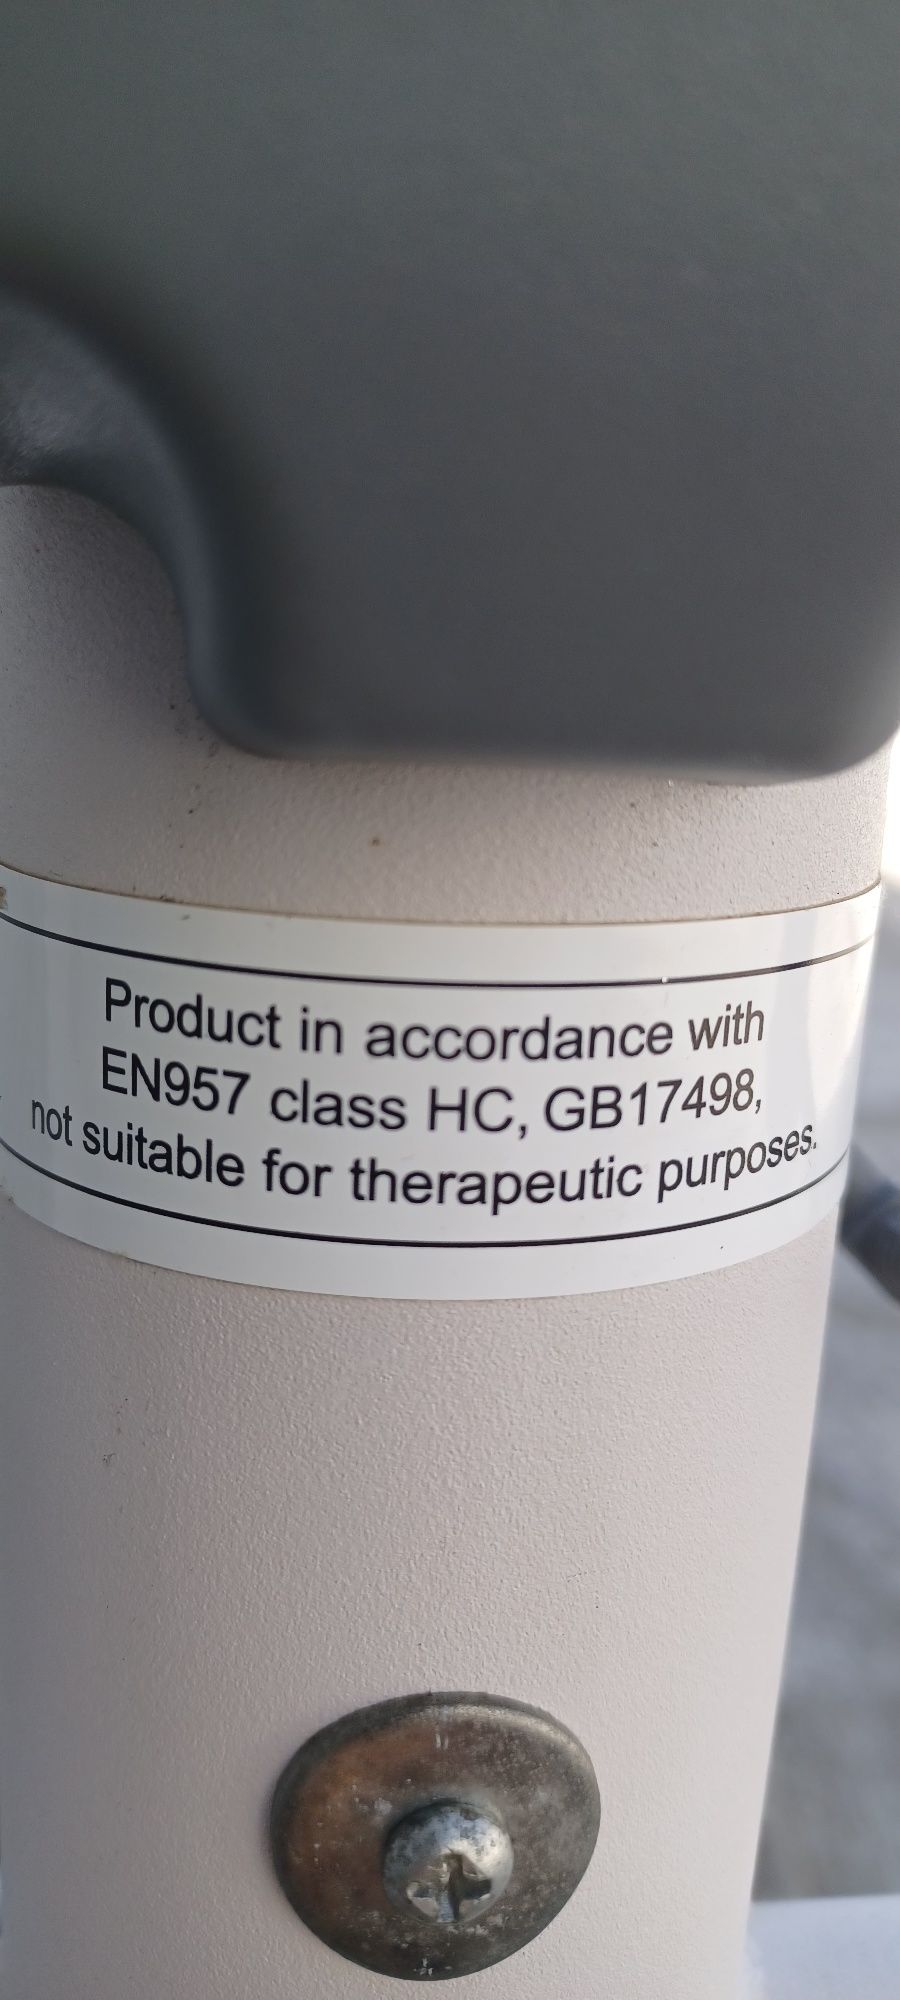 Product in accordance with
EN957 class HC, GB17498,
not suitable for therapeutic purposes.